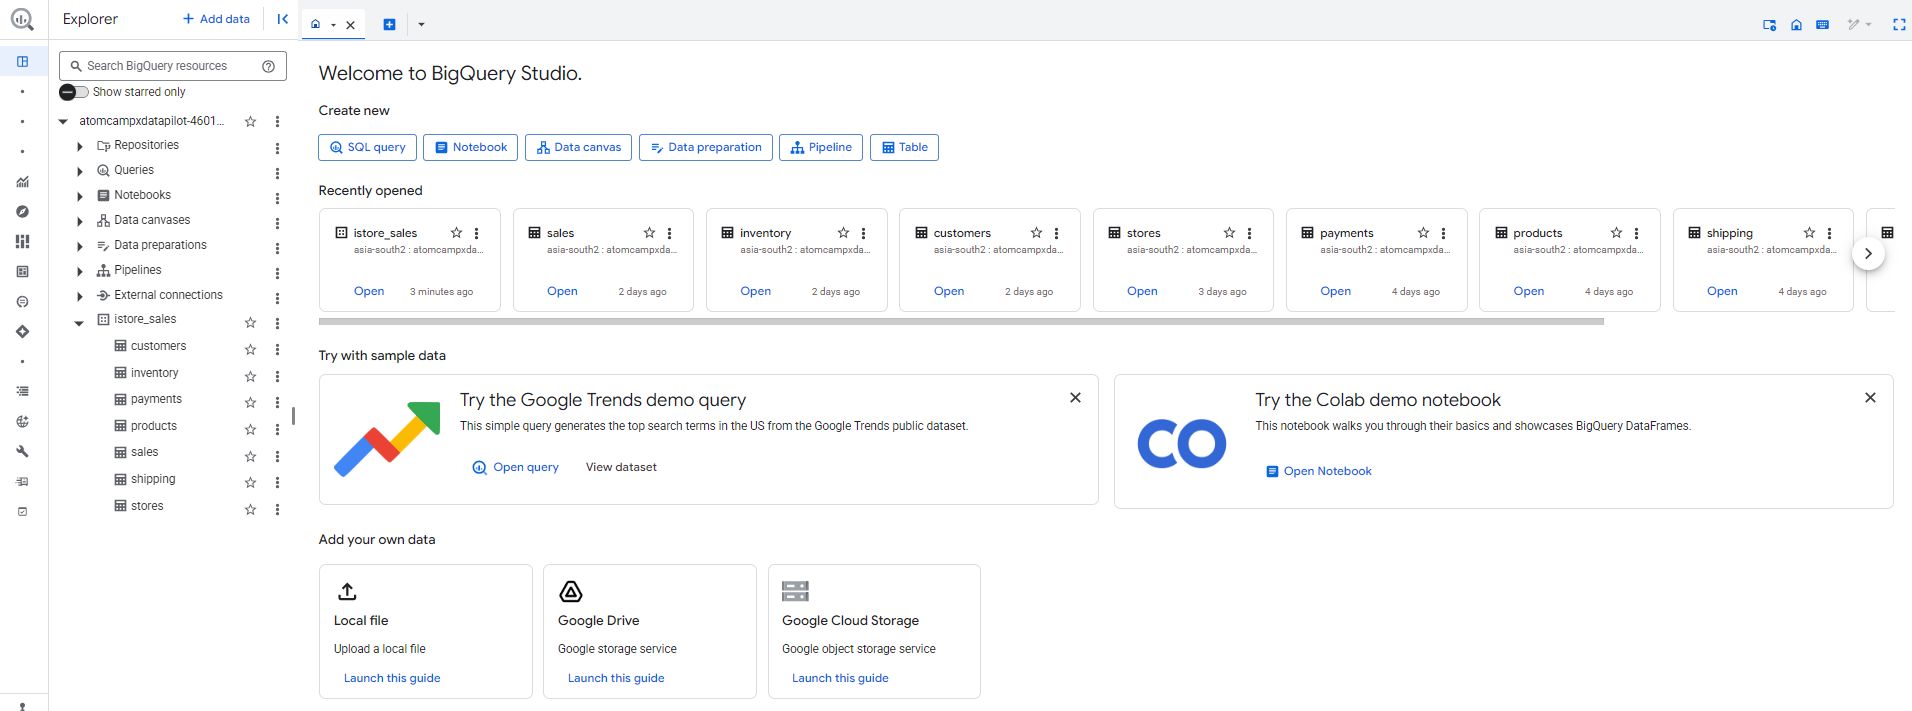 Explorer
Add data
Search BigQuery resources
Show starred only
atomcampxdatapilot-4601...
Repositories
Queries
Notebooks
Data canvases
Data preparations
Pipelines
External connections
istore_sales
customers
inventory
payments
products
sales
shipping
stores
Welcome to BigQuery Studio.
Create new
SQL query
Notebook
Data canvas
Data preparation
Pipeline
Table
Recently opened
istore_sales
asia-south2 : atomcampxda...
Open 3 minutes ago
sales
asia-south2 : atomcampxda...
Open 2 days ago
inventory
asia-south2 : atomcampxda...
Open 2 days ago
customers
asia-south2 : atomcampxda...
Open 2 days ago
stores
asia-south2 : atomcampxda...
Open 3 days ago
payments
asia-south2 : atomcampxda...
Open 4 days ago
products
asia-south2 : atomcampxda...
Open 4 days ago
shipping
asia-south2 : atomcampxda...
Open 4 days ago
Try with sample data
Try the Google Trends demo query
This simple query generates the top search terms in the US from the Google Trends public dataset.
Open query View dataset
CO
Try the Colab demo notebook
This notebook walks you through their basics and showcases BigQuery DataFrames.
Open Notebook
Add your own data
Local file
Upload a local file
Launch this guide
Google Drive
Google storage service
Launch this guide
Google Cloud Storage
Google object storage service
Launch this guide